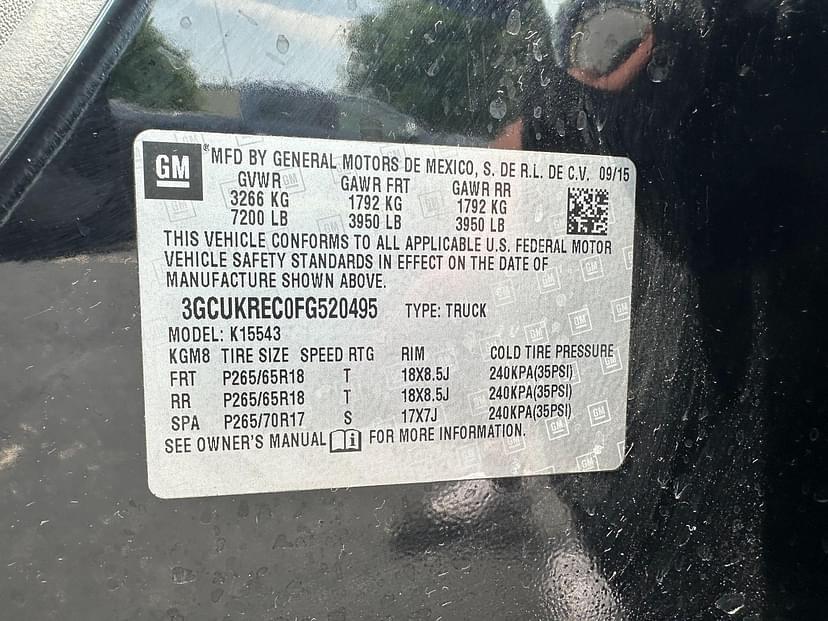 GM
® MFD BY GENERAL MOTORS DE MEXICO, S. DE R.L. DE C.V. 09/15
GVWR GAWR FRT GAWR RR
3266 KG 1792 KG 1792 KG
7200 LB 3950 LB 3950 LB
THIS VEHICLE CONFORMS TO ALL APPLICABLE U.S. FEDERAL MOTOR
VEHICLE SAFETY STANDARDS IN EFFECT ON THE DATE OF
MANUFACTURE SHOWN ABOVE.
3GCUKREC0FG520495 TYPE: TRUCK
MODEL: K15543
KGM8 TIRE SIZE SPEED RTG RIM COLD TIRE PRESSURE
FRT P265/65R18 T 18X8.5J 240KPA(35PSI)
RR P265/65R18 T 18X8.5J 240KPA(35PSI)
SPA P265/70R17 S 17X7J 240KPA(35PSI)
SEE OWNER'S MANUAL i FOR MORE INFORMATION.